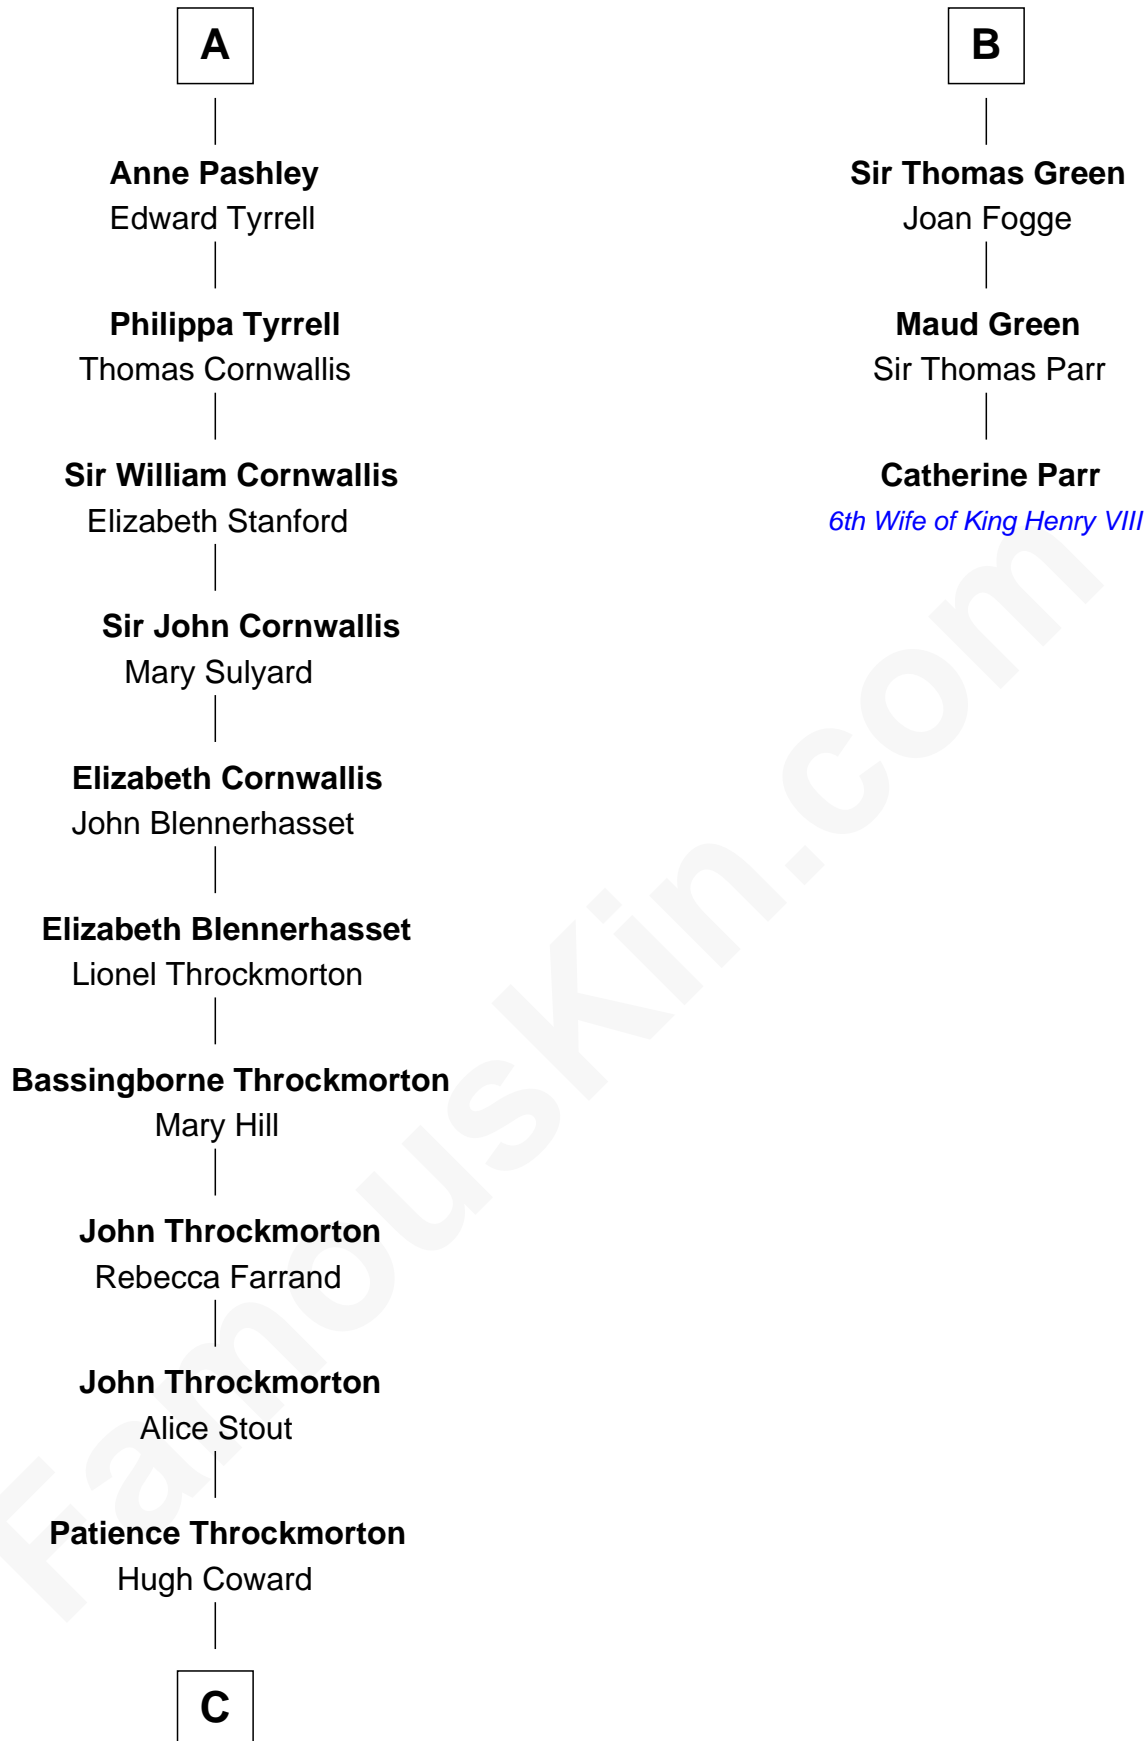 A
Anne Pashley
Edward Tyrrell
Philippa Tyrrell
Thomas Cornwallis
Sir William Cornwallis
Elizabeth Stanford
Sir John Cornwallis
Mary Sulyard
Elizabeth Cornwallis
John Blennerhasset
Elizabeth Blennerhasset
Lionel Throckmorton
Bassingborne Throckmorton
Mary Hill
John Throckmorton
Rebecca Farrand
John Throckmorton
Alice Stout
Patience Throckmorton
Hugh Coward
C
B
Sir Thomas Green
Joan Fogge
Maud Green
Sir Thomas Parr
Catherine Parr
6th Wife of King Henry VIII
FamousKin.com